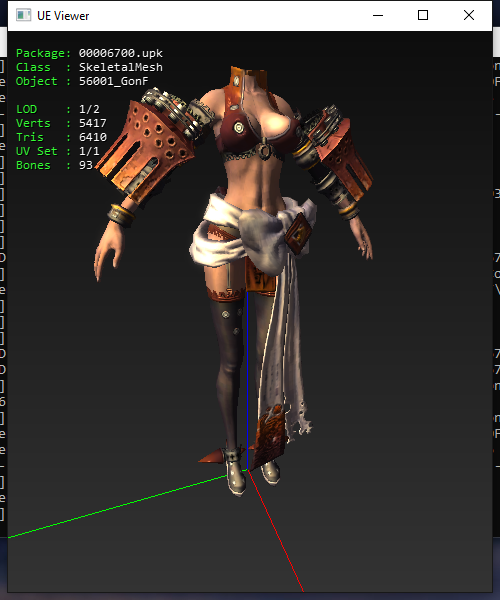 UE Viewer
Package: 00006700.upk
Class : SkeletalMesh
Object : 56001_GonF
LOD : 1/2
Verts : 5417
Tris : 6410
UV Set : 1/1
Bones : 93